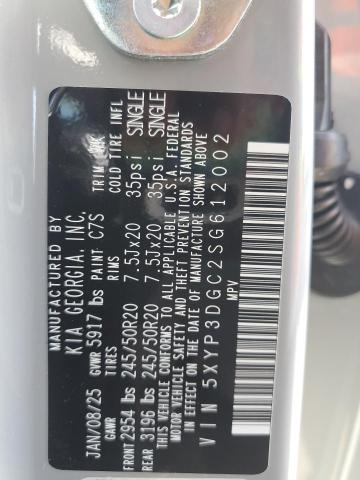 MANUFACTURED BY
KIA GEORGIA, INC.
JAN/08/25 GVWR 5917 lbs PAINT C7S TRIM
GAWR TIRES RIMS COLD TIRE INFL
FRONT 2954 lbs 245/50R20 7.5Jx20 35psi SINGLE
REAR 3196 lbs 245/50R20 7.5Jx20 35psi SINGLE
THIS VEHICLE CONFORMS TO ALL APPLICABLE U.S.A. FEDERAL
MOTOR VEHICLE SAFETY AND THEFT PREVENTION STANDARDS
IN EFFECT ON THE DATE OF MANUFACTURING SHOWN ABOVE
VIN 5XYP3DGC2SG612002
MPV